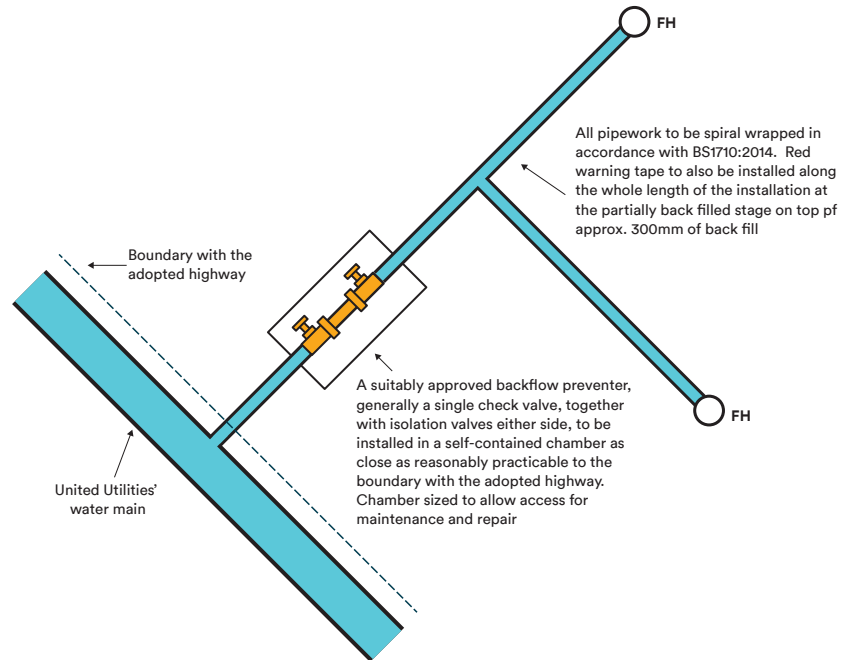 FH
All pipework to be spiral wrapped in
accordance with BS1710:2014.  Red
warning tape to also be installed along
the whole length of the installation at
the partially back filled stage on top pf
approx. 300mm of back fill
Boundary with the
adopted highway
A suitably approved backflow preventer,
generally a single check valve, together
with isolation valves either side, to be
installed in a self-contained chamber as
close as reasonably practicable to the
boundary with the adopted highway.
Chamber sized to allow access for
maintenance and repair
FH
United Utilities’
water main